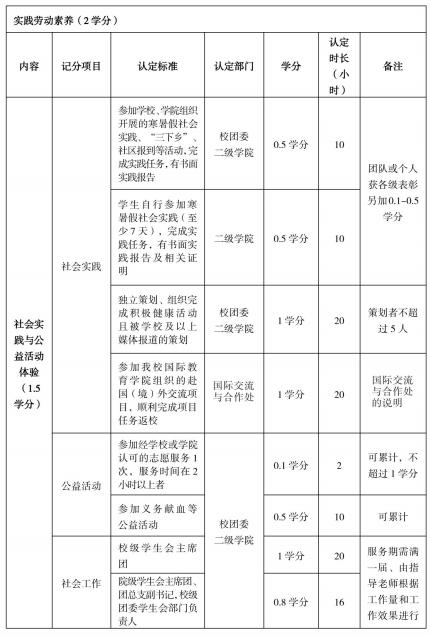 实践劳动素养（2 学分）
内容
记分项目
认定标准
认定部门
学分
认定
时长
（小
时）
备注
社会实
践与公
益活动
体验
（1.5
学分）
社会实践
参加学校、学院组织
开展的寒暑假社会
实践、“三下乡”、
社区报到等活动，完
成实践任务，有书面
实践报告
校团委
二级学院
0.5 学分
10
团队或个人
获各级表彰
另加 0.1-0.5
学分
学生自行参加寒
暑假社会实践（至
少 7 天），完成实
践任务，有书面实
践报告及相关证
明
二级学院
0.5 学分
10
独立策划、组织完
成积极健康活动
且被学校及以上
媒体报道的策划
校团委
二级学院
1 学分
20
策划者不超
过 5 人
参加我校国际教
育学院组织的赴
国（境）外交流项
目，顺利完成项目
任务返校
国际交流
与合作处
1 学分
20
国际交流
与合作处
的说明
公益活动
参加经学校或学院
认可的志愿服务 1
次，服务时间在 2
小时以上者
校团委
二级学院
0.1 学分
2
可累计，不
超过 1 学分
参加义务献血等
公益活动
0.5 学分
10
可累计
社会工作
校级学生会主席
团
1 学分
20
服务期需满
一届、由指
导老师根据
工作量和工
作效果进行
院级学生会主席团、
团总支副书记，校级
团委学生会部门负
责人
0.8 学分
16